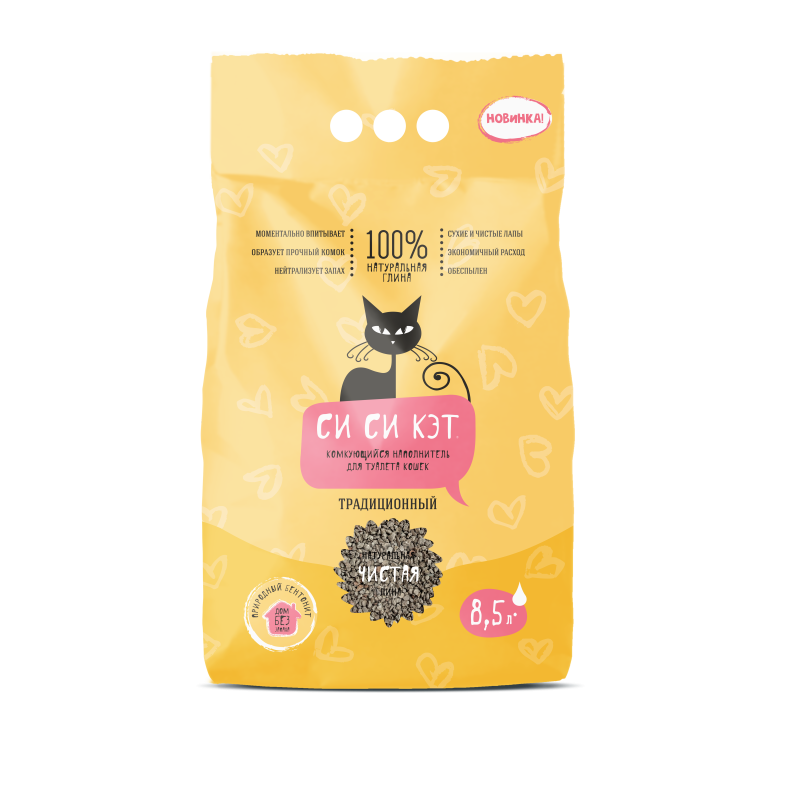 НОВИНКА!
МОМЕНТАЛЬНО ВПИТЫВАЕТ
ОБРАЗУЕТ ПРОЧНЫЙ КОМОК
НЕЙТРАЛИЗУЕТ ЗАПАХ
100%
НАТУРАЛЬНАЯ
ГЛИНА
СУХИЕ И ЧИСТЫЕ ЛАПЫ
ЭКОНОМИЧНЫЙ РАСХОД
ОБЕСПЫЛЕН
СИ СИ КЭТ
КОМКУЮЩИЙСЯ НАПОЛНИТЕЛЬ
ДЛЯ ТУАЛЕТА КОШЕК
ТРАДИЦИОННЫЙ
НАТУРАЛЬНАЯ
ЧИСТАЯ
ГЛИНА
ПРИРОДНЫЙ БЕНТОНИТ
ДОМ
БЕЗ
8,5 л*